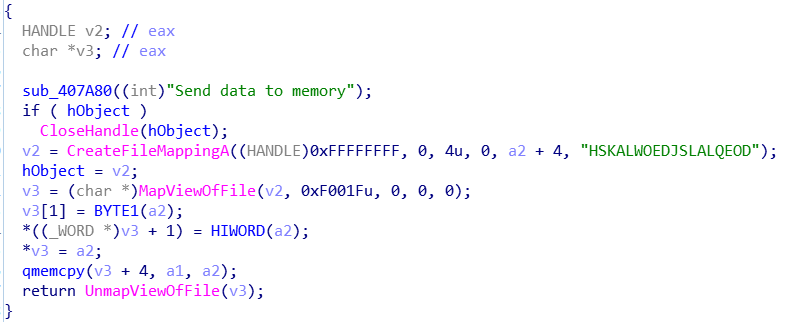 {
HANDLE v2; // eax
char *v3; // eax
sub_407A80((int)"Send data to memory");
if ( hObject )
CloseHandle(hObject);
v2 = CreateFileMappingA((HANDLE)0xFFFFFFFF, 0, 4u, 0, a2 + 4, "HSKALWOEDJSLALQEOD");
hObject = v2;
v3 = (char *)MapViewOfFile(v2, 0xF001Fu, 0, 0, 0);
v3[1] = BYTE1(a2);
*((_WORD *)v3 + 1) = HIWORD(a2);
*v3 = a2;
qmemcpy(v3 + 4, a1, a2);
return UnmapViewOfFile(v3);
}